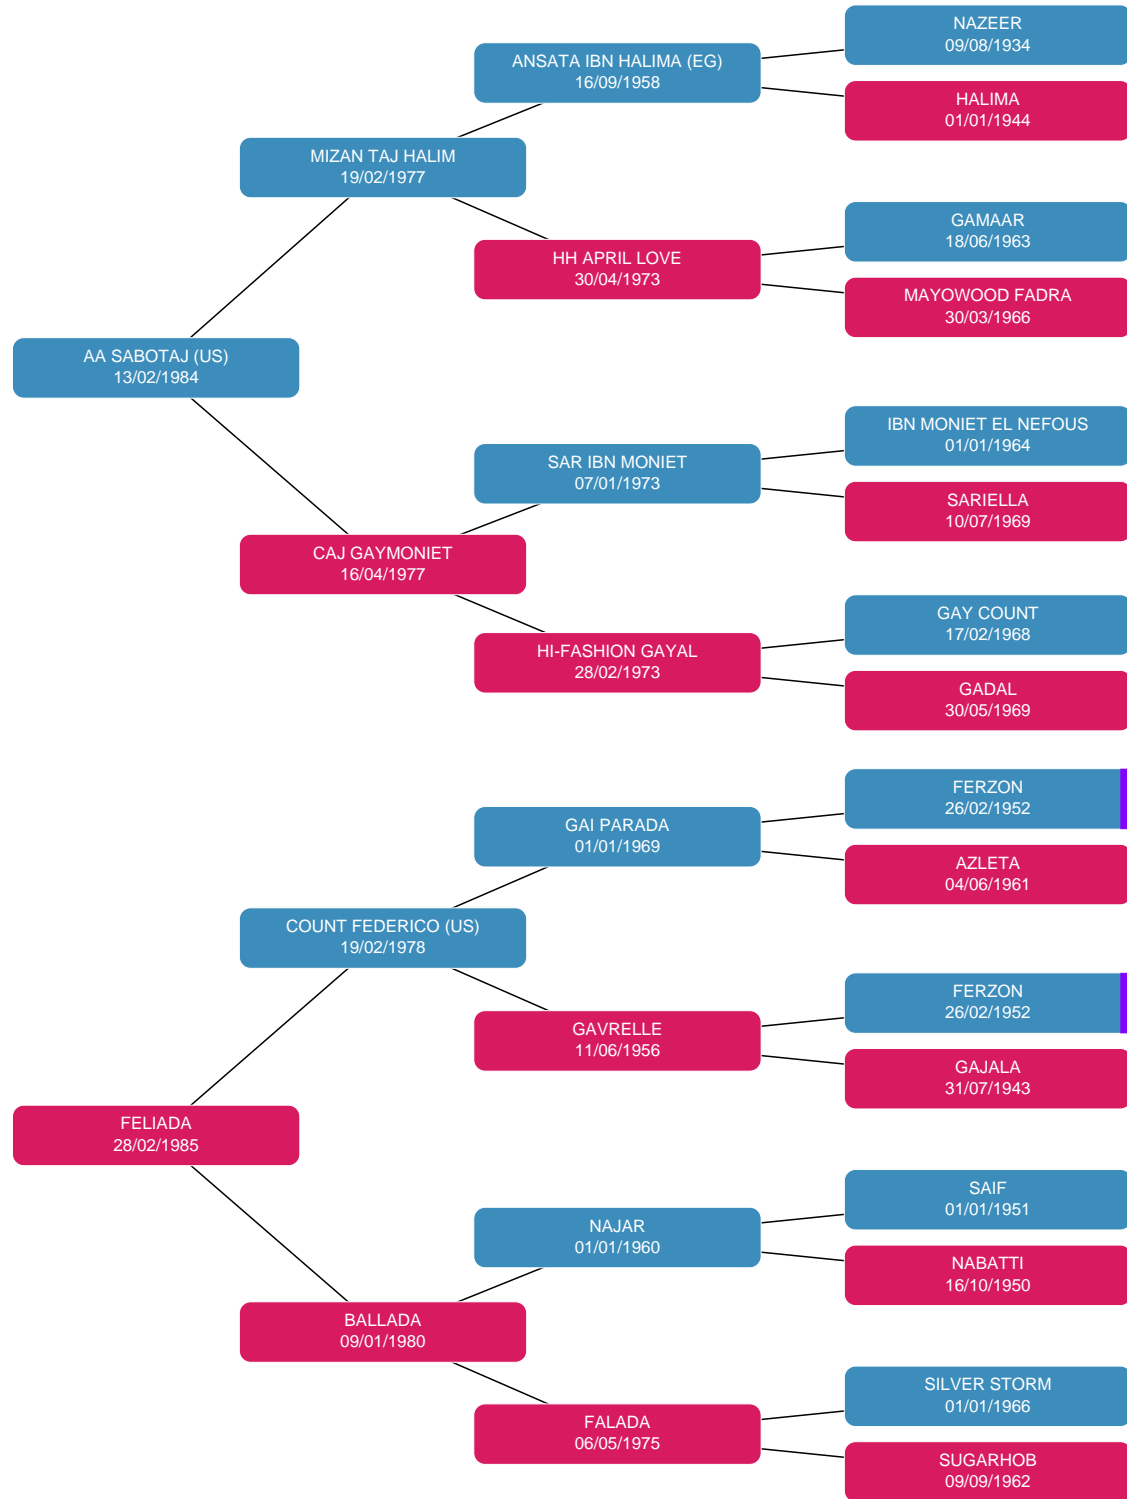 NAZEER
09/08/1934
ANSATA IBN HALIMA (EG)
16/09/1958
HALIMA
01/01/1944
MIZAN TAJ HALIM
19/02/1977
GAMAAR
18/06/1963
HH APRIL LOVE
30/04/1973
MAYOWOOD FADRA
30/03/1966
AA SABOTAJ (US)
13/02/1984
IBN MONIET EL NEFOUS
01/01/1964
SAR IBN MONIET
07/01/1973
SARIELLA
10/07/1969
CAJ GAYMONIET
16/04/1977
GAY COUNT
17/02/1968
HI-FASHION GAYAL
28/02/1973
GADAL
30/05/1969
FERZON
26/02/1952
GAI PARADA
01/01/1969
AZLETA
04/06/1961
COUNT FEDERICO (US)
19/02/1978
FERZON
26/02/1952
GAVRELLE
11/06/1956
GAJALA
31/07/1943
FELIADA
28/02/1985
SAIF
01/01/1951
NAJAR
01/01/1960
NABATTI
16/10/1950
BALLADA
09/01/1980
SILVER STORM
01/01/1966
FALADA
06/05/1975
SUGARHOB
09/09/1962